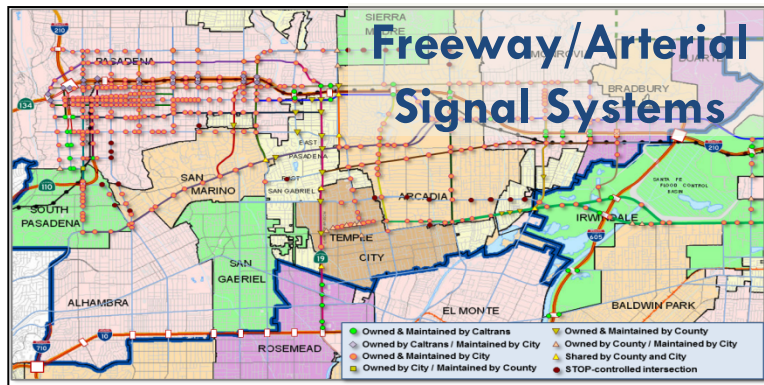 Freeway/Arterial
Signal Systems
SIERRA
MADRE
MONROVIA
DUARTE
BRADBURY
PASADENA
210
134
EAST
PASADENA
210
SAN
MARINO
EAST
SAN GABRIEL
ARCADIA
SANTA FE
FLOOD CONTROL
BASIN
110
SOUTH
PASADENA
IRWINDALE
TEMPLE
CITY
605
19
SAN
GAERIEL
ALHAMBRA
EL MONTE
BALDWIN PARK
10
710
ROSEMEAD
Owned & Maintained by Caltrans
Owned by Caltrans / Maintained by City
Owned & Maintained by City
Owned by City / Maintained by County
Owned & Maintained by County
Owned by County / Maintained by City
Shared by County and City
STOP-controlled intersection